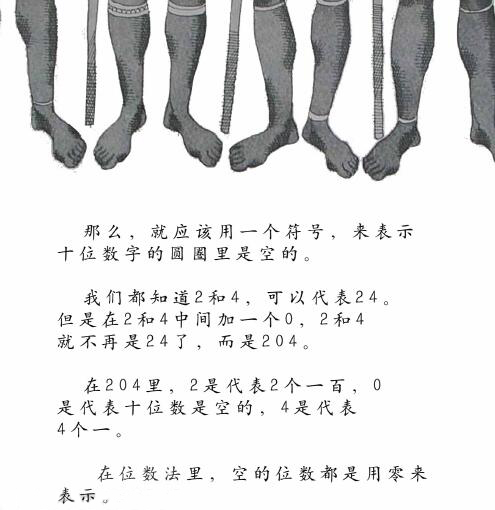 那么，就应该用一个符号，来表示
十位数字的圆圈里是空的。
我们都知道2和4，可以代表24。
但是在2和4中间加一个0，2和4
就不再是24了，而是204。
在204里，2是代表2个一百，0
是代表十位数是空的，4是代表
4个一。
在位数法里，空的位数都是用零来
表示。